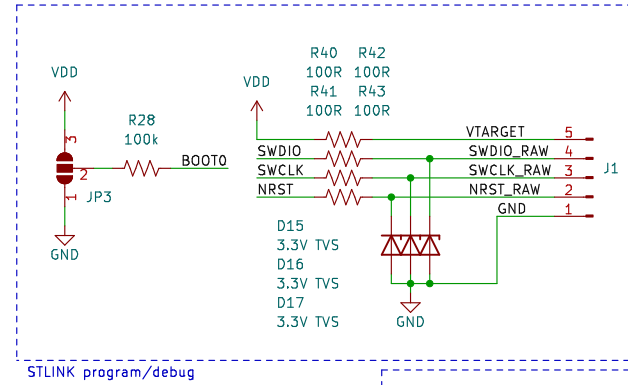 R40 R42
100R 100R
R41 R43
100R 100R
VDD
VDD
R28
100k
BOOT0
3
2
1
JP3
GND
VTARGET 5
SWDIO SWDIO_RAW 4
SWCLK SWCLK_RAW 3
NRST NRST_RAW 2
GND 1
J1
D15
3.3V TVS
D16
3.3V TVS
D17
3.3V TVS
GND
STLINK program/debug